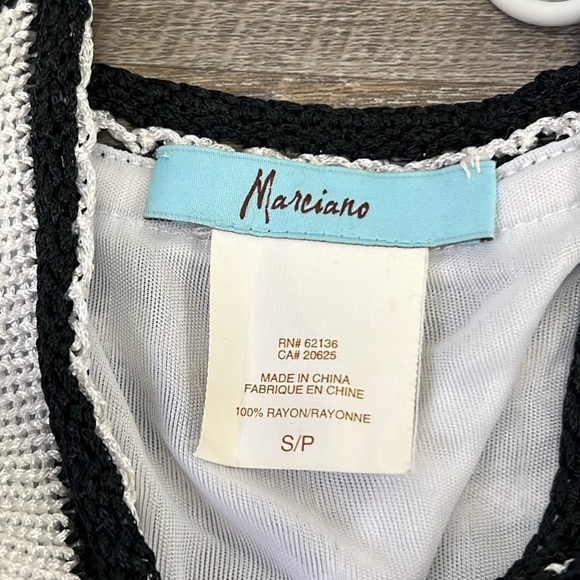 Marciano
RN# 62136
CA# 20625
MADE IN CHINA
FABRIQUE EN CHINE
100% RAYON/RAYONNE
S/P